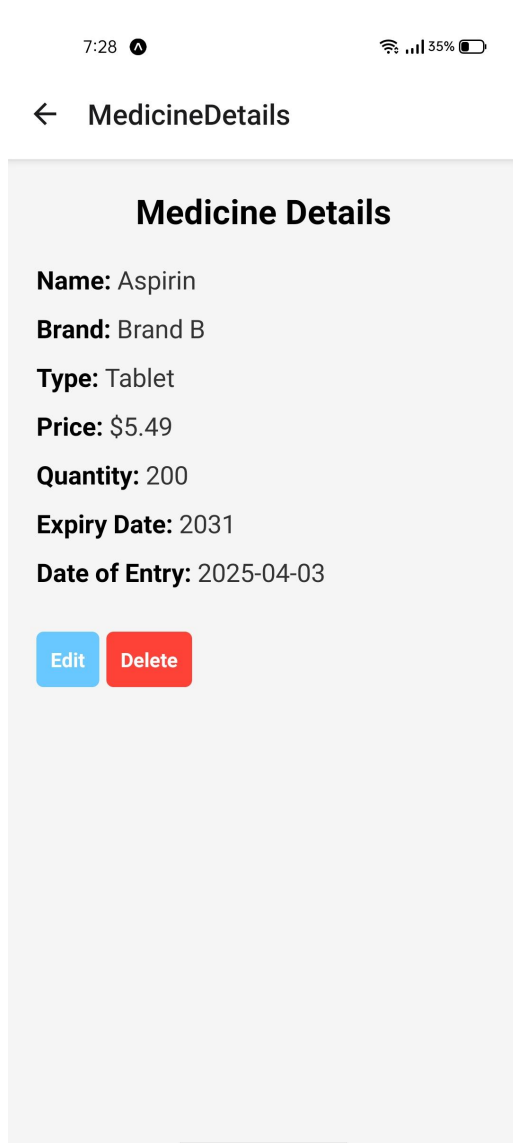 7:28 35%
MedicineDetails
Medicine Details
Name: Aspirin
Brand: Brand B
Type: Tablet
Price: $5.49
Quantity: 200
Expiry Date: 2031
Date of Entry: 2025-04-03
Edit Delete